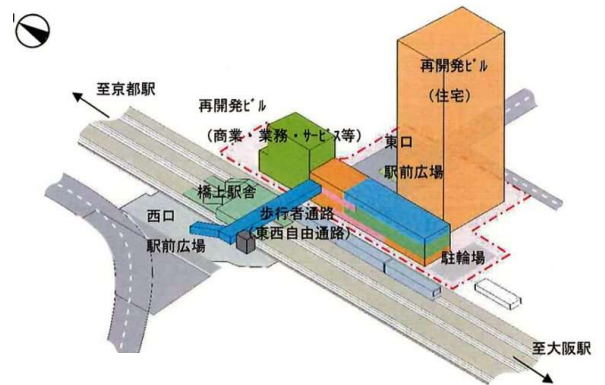 至京都駅
再開発ﾋﾞﾙ
（商業・業務・ｻｰﾋﾞｽ等）
再開発ﾋﾞﾙ
（住宅）
東口
駅前広場
橋上駅舎
西口
駅前広場
歩行者通路
（東西自由通路）
駐輪場
至大阪駅